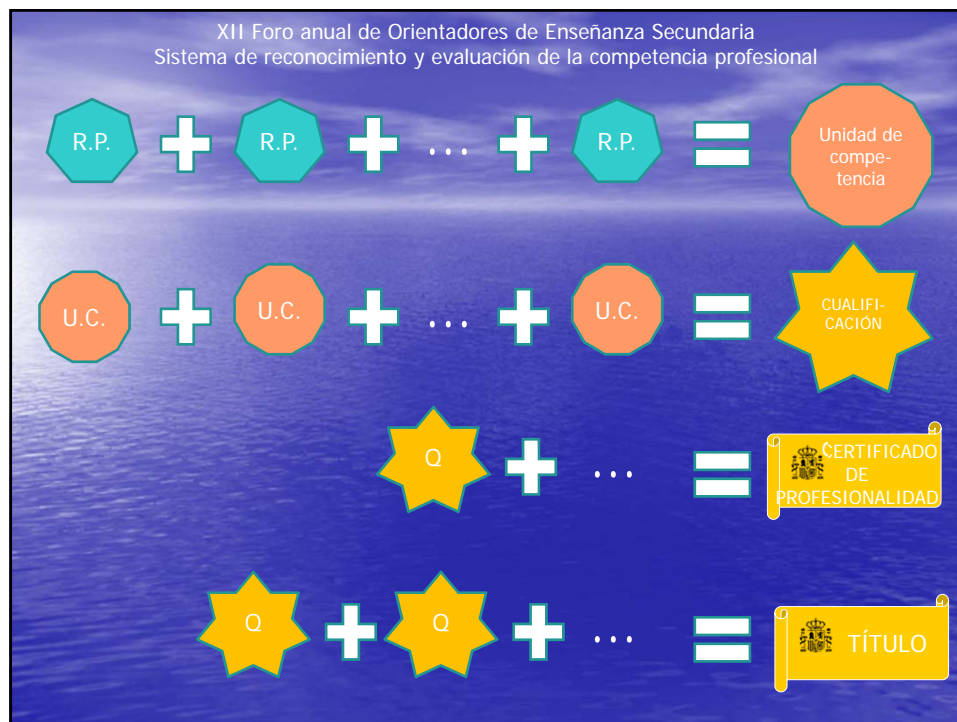 XII Foro anual de Orientadores de Enseñanza Secundaria
Sistema de reconocimiento y evaluación de la competencia profesional
R.P. R.P. ... R.P.
Unidad de
compe-
tencia
U.C. U.C. ... U.C.
CUALIFI-
CACIÓN
Q ...
CERTIFICADO
DE
PROFESIONALIDAD
Q Q ...
TÍTULO